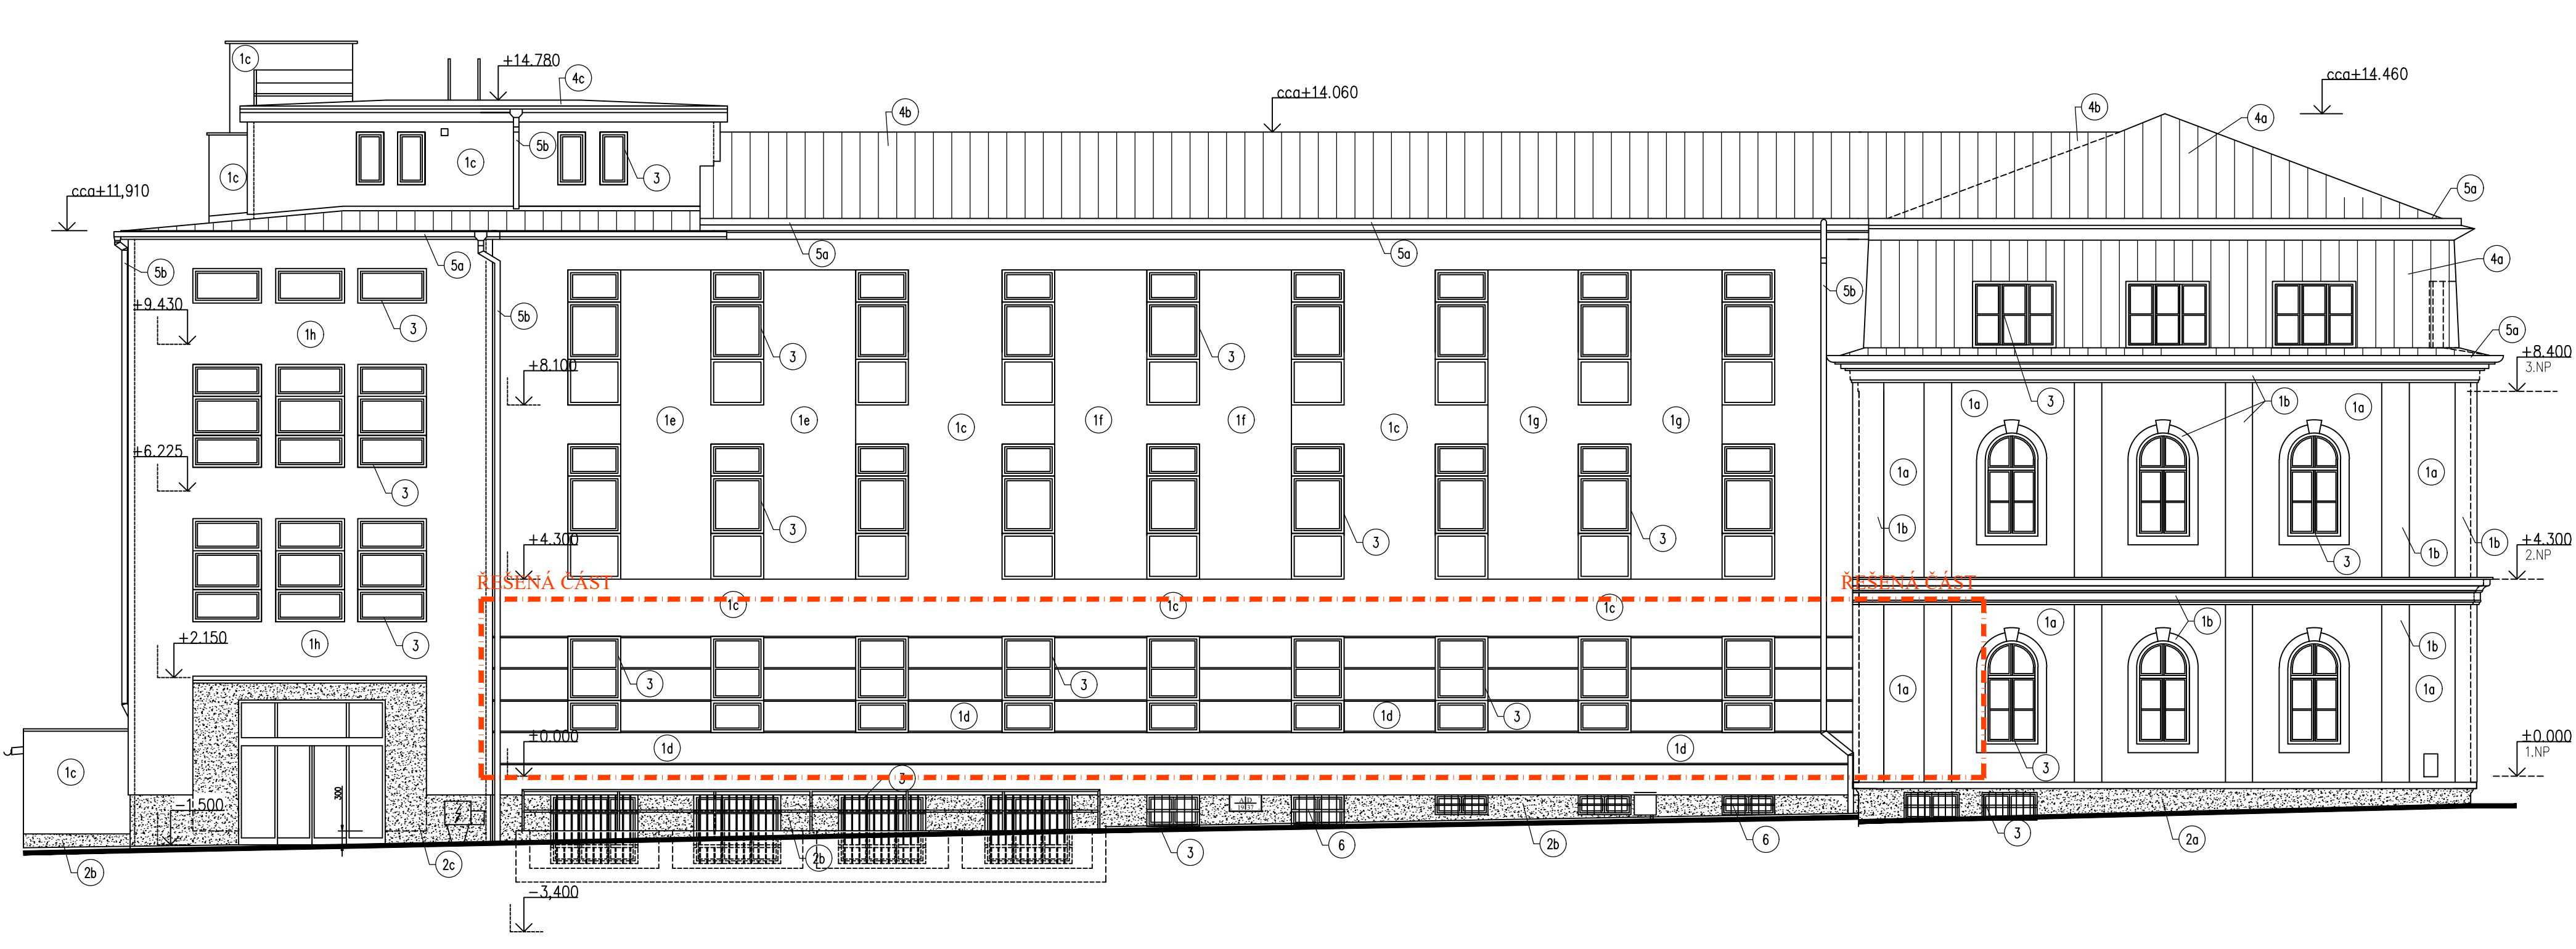 1c
+14.780
4c
cca+14.060
cca+14.460
4b
4b
4a
5b
1c
3
1c
cca+11,910
5a
5a
5a
5a
5b
4a
5b
+9.430
1h
3
5b
3
3
5a
+8.400
3.NP
+8.100
1e
1e
1c
1f
1f
1c
1g
1g
1a
3
1b
1a
+6.225
3
1a
1a
3
3
3
1b
1b
1b
+4.300
3
+4.300
2.NP
ŘEŠENÁ ČÁST
ŘEŠENÁ ČÁST
1c
1c
1c
+2.150
1h
3
1a
1b
1b
3
3
1a
1a
1d
1d
3
±0.000
1d
1d
±0.000
1.NP
1c
3
3
300
-1,500
7
A|D
1937
2b
2c
2b
3
6
2b
6
3
2a
-3,400